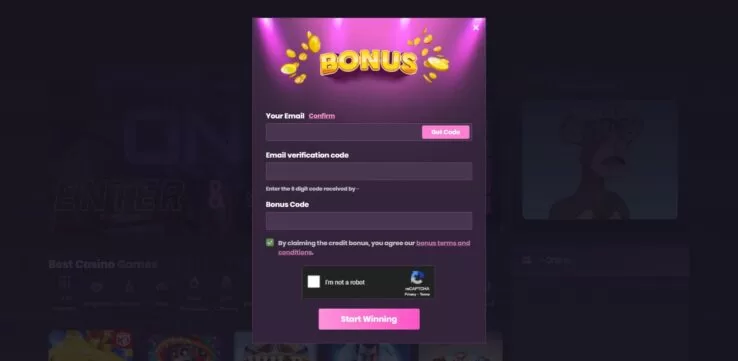 BONUS
Your Email Confirm
Get Code
Email verification code
Enter the 6 digit code received by -
Bonus Code
By claiming the credit bonus, you agree our bonus terms and
conditions.
I'm not a robot
reCAPTCHA
Privacy - Terms
Start Winning
ENTER &
Best Casino Games